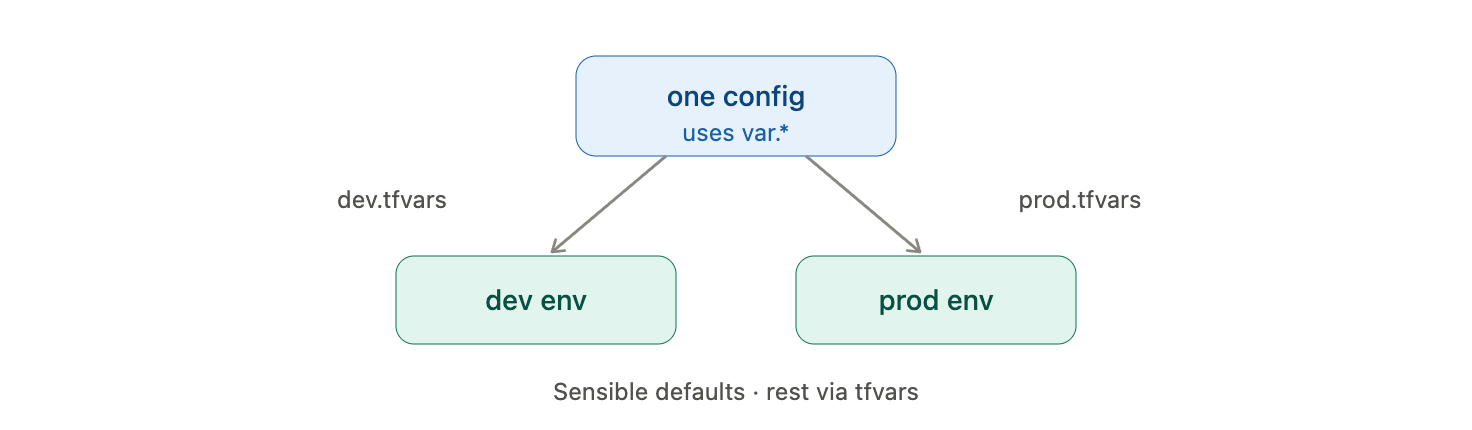 one config
uses var.*
dev.tfvars
prod.tfvars
dev env
prod env
Sensible defaults · rest via tfvars